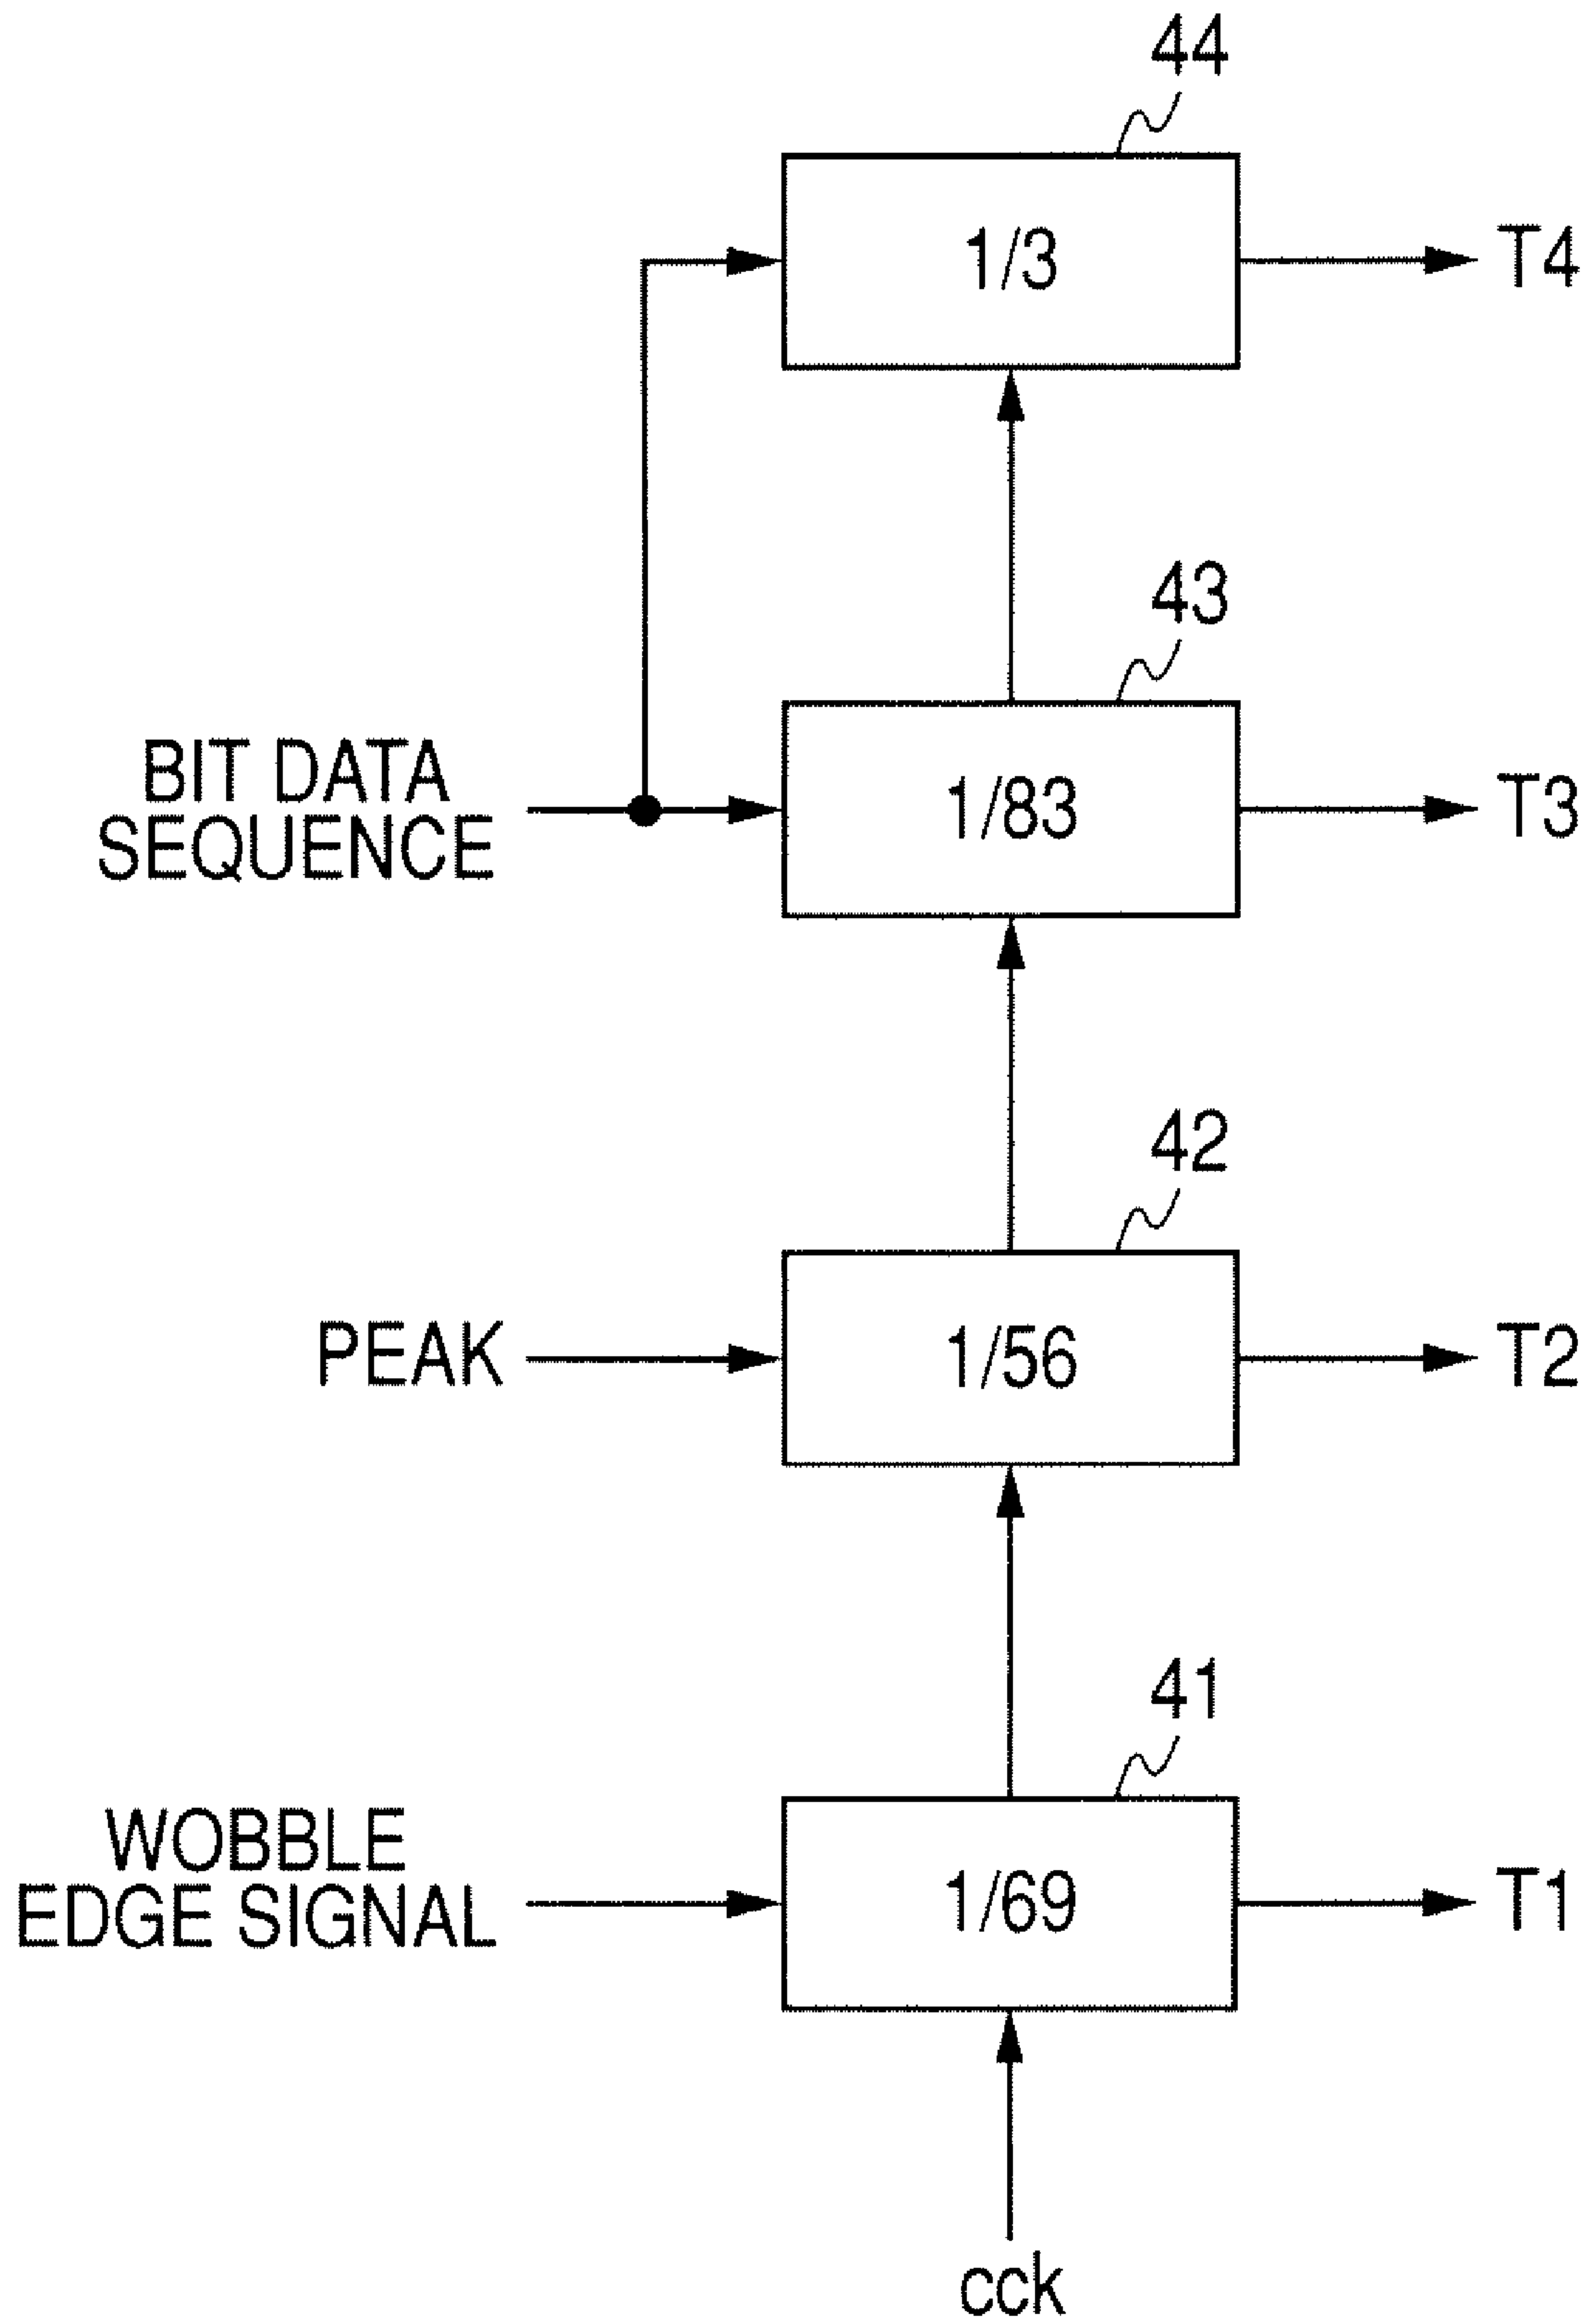 44
1/3
T4
43
BIT DATA
SEQUENCE
1/83
T3
42
PEAK
1/56
T2
41
WOBBLE
EDGE SIGNAL
1/69
T1
cck